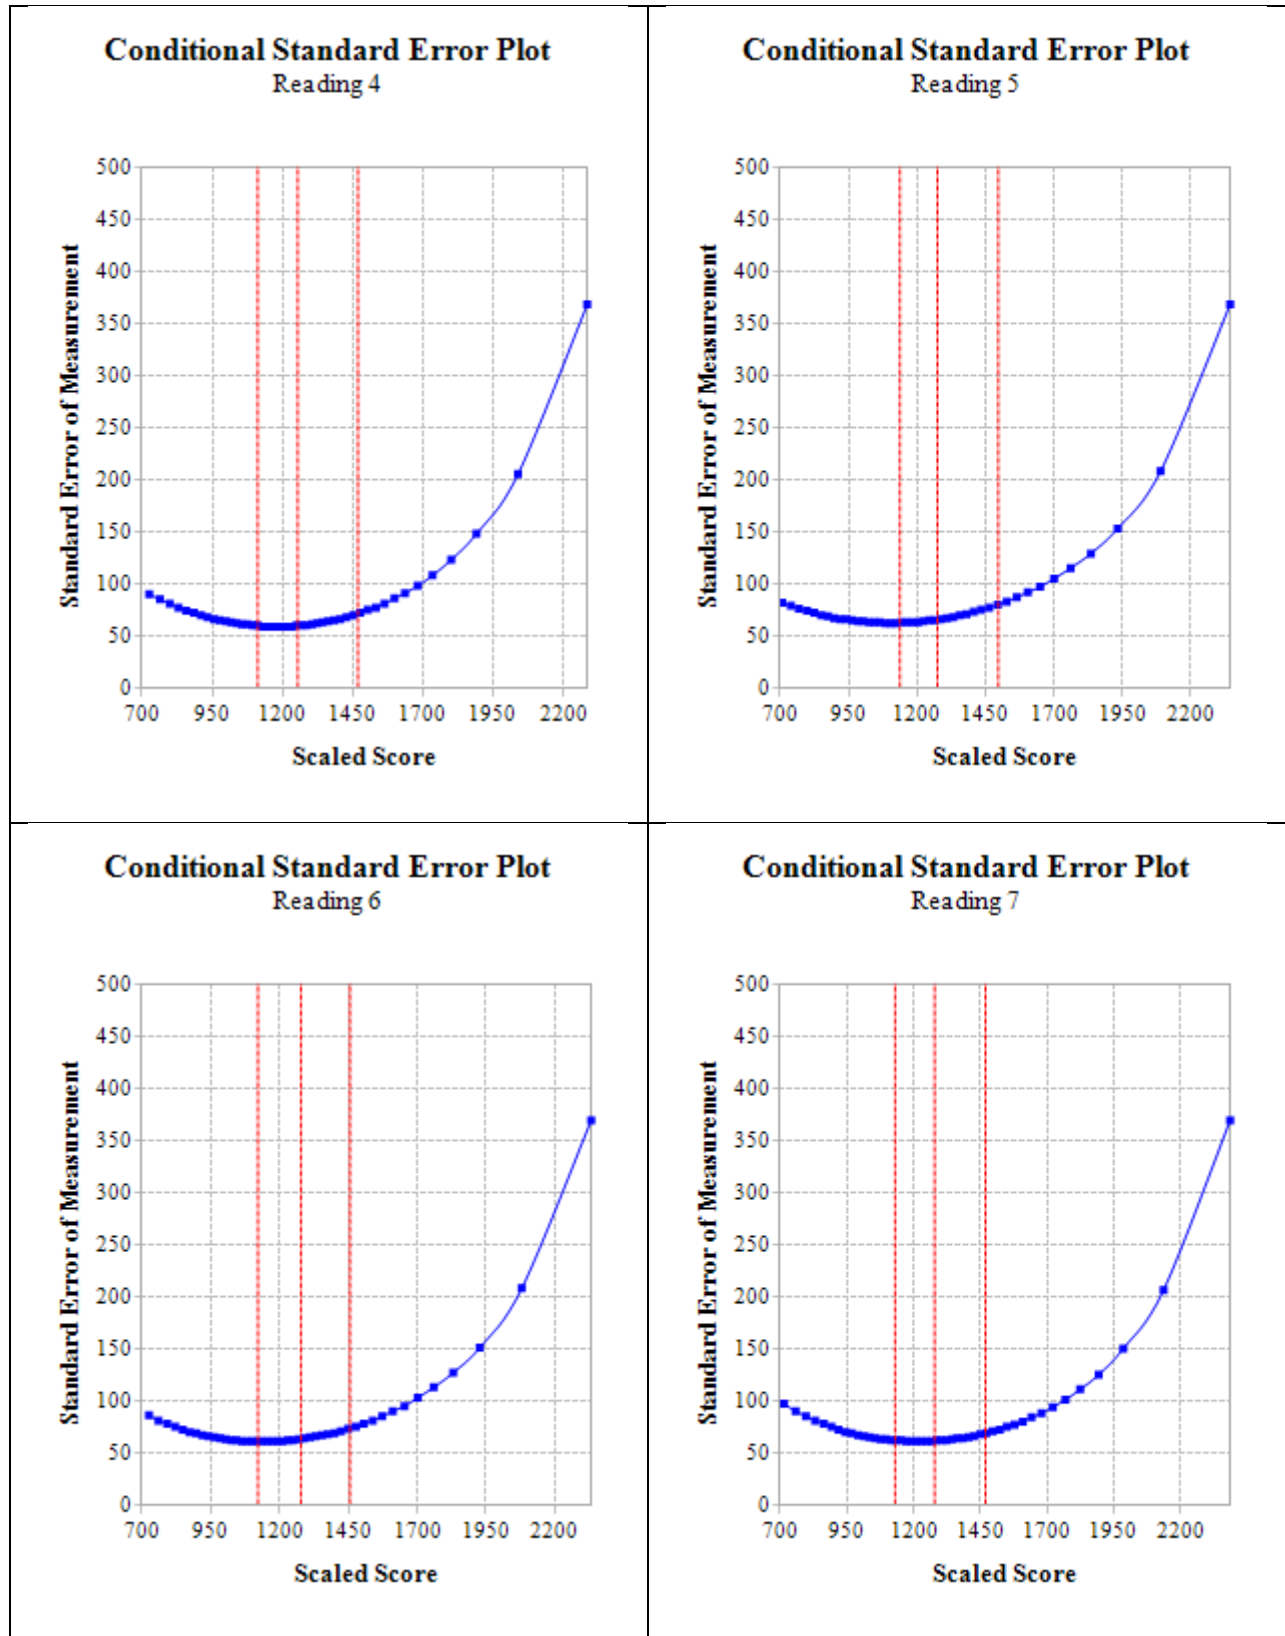 Conditional Standard Error Plot
Reading 4
500
450
400
350
300
250
200
150
100
50
0
Standard Error of Measurement
700 950 1200 1450 1700 1950 2200
Scaled Score
Conditional Standard Error Plot
Reading 5
500
450
400
350
300
250
200
150
100
50
0
Standard Error of Measurement
700 950 1200 1450 1700 1950 2200
Scaled Score
Conditional Standard Error Plot
Reading 6
500
450
400
350
300
250
200
150
100
50
0
Standard Error of Measurement
700 950 1200 1450 1700 1950 2200
Scaled Score
Conditional Standard Error Plot
Reading 7
500
450
400
350
300
250
200
150
100
50
0
Standard Error of Measurement
700 950 1200 1450 1700 1950 2200
Scaled Score